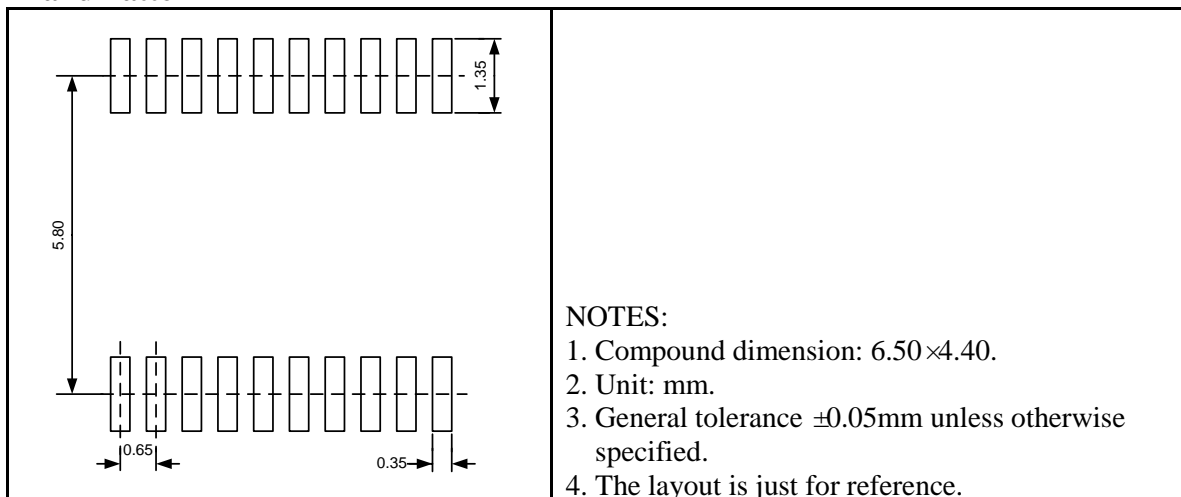 1.35
5.80
0.65
0.35
NOTES:
1. Compound dimension: 6.50×4.40.
2. Unit: mm.
3. General tolerance ±0.05mm unless otherwise
specified.
4. The layout is just for reference.